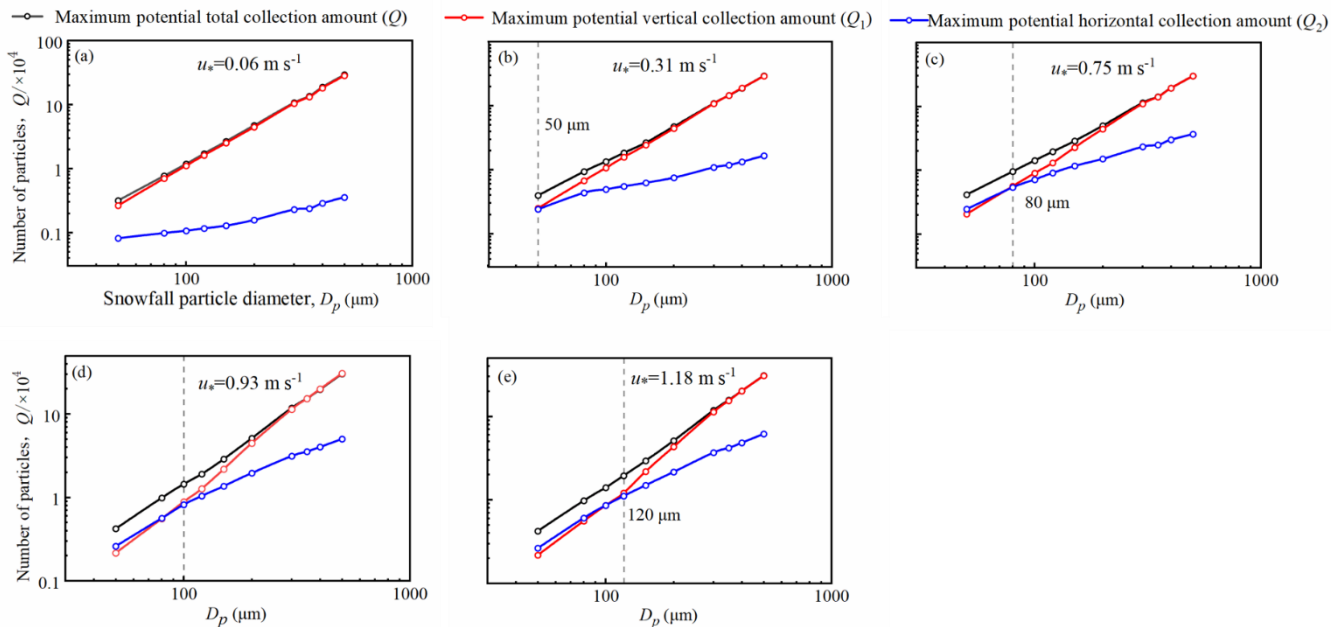 Maximum potential total collection amount (Q) Maximum potential vertical collection amount (Q₁) Maximum potential horizontal collection amount (Q₂)
Number of particles, Q/×10⁴
100
10
1
0.1
(a)
u*=0.06 m s⁻¹
100
1000
Snowfall particle diameter, Dₚ (μm)
(b)
u*=0.31 m s⁻¹
50 μm
100
1000
Dₚ (μm)
(c)
u*=0.75 m s⁻¹
80 μm
100
1000
Dₚ (μm)
Number of particles, Q/×10⁴
10
1
0.1
(d)
u*=0.93 m s⁻¹
100
1000
Dₚ (μm)
(e)
u*=1.18 m s⁻¹
120 μm
100
1000
Dₚ (μm)